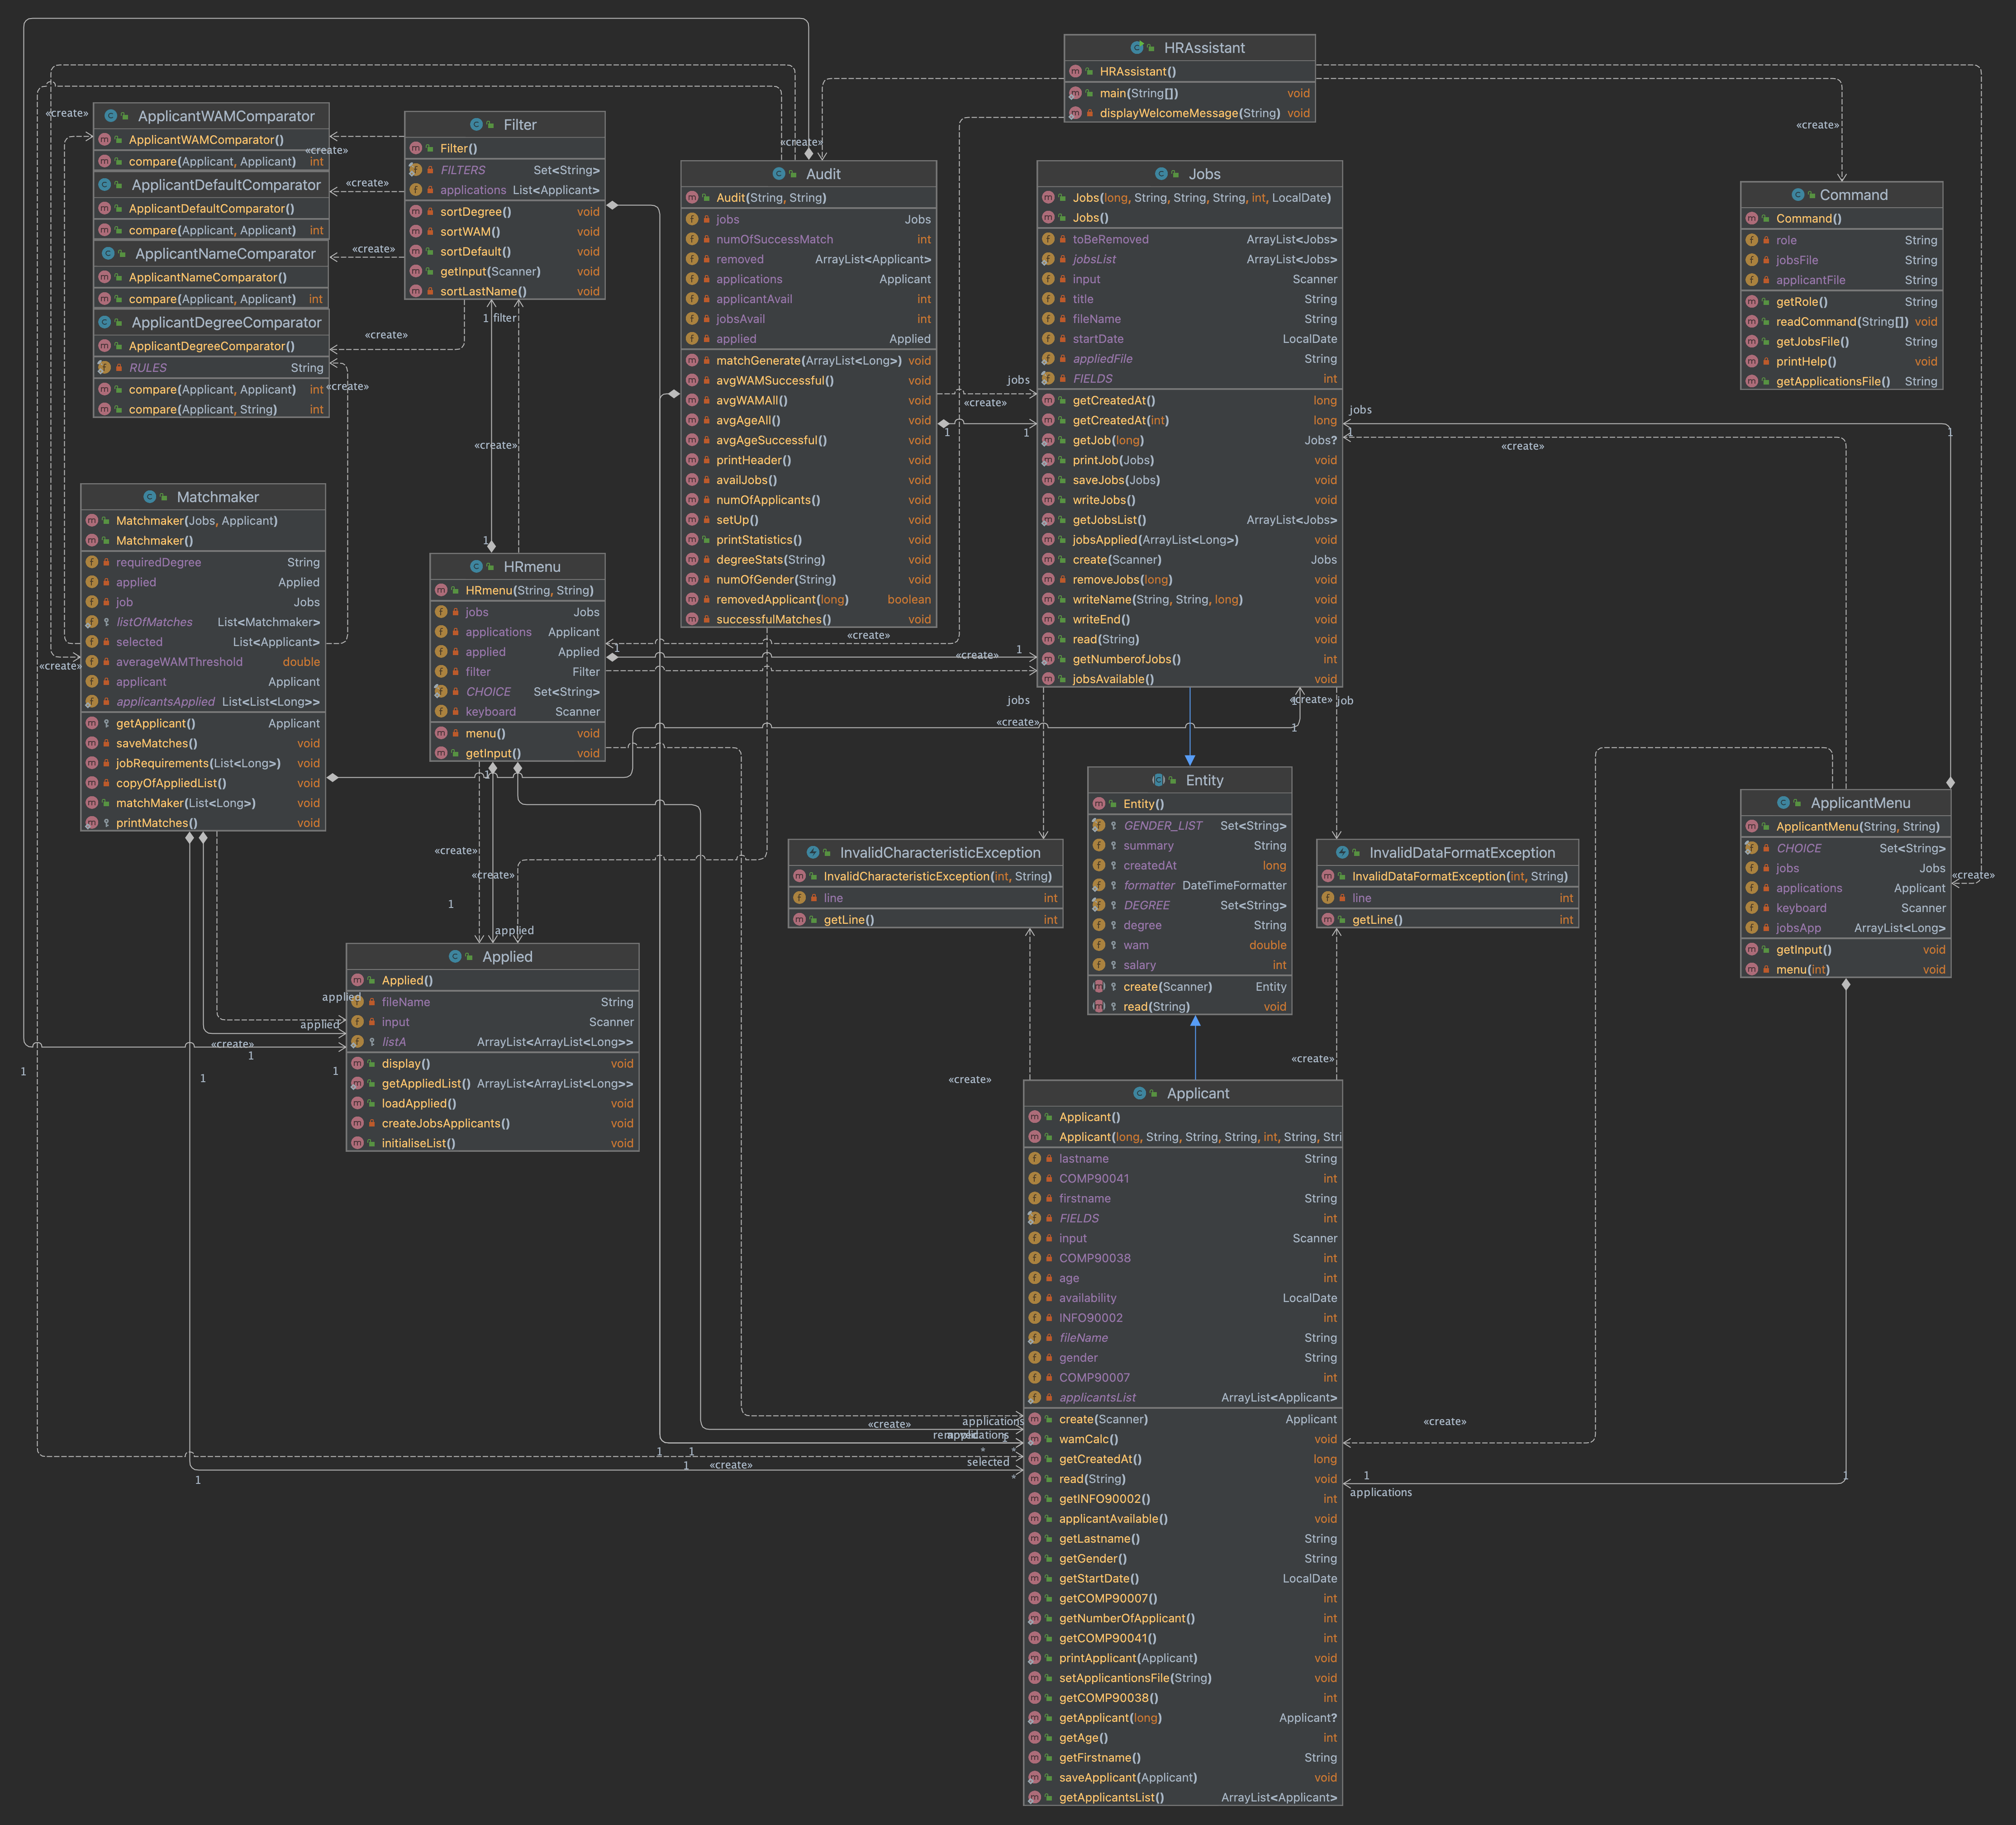 HRAssistant
HRAssistant()
main(String[]) void
displayWelcomeMessage(String) void
«create»
«create»
«create»
ApplicantWAMComparator
ApplicantWAMComparator()
compare(Applicant, Applicant) int
«create»
ApplicantDefaultComparator
ApplicantDefaultComparator()
compare(Applicant, Applicant) int
«create»
ApplicantNameComparator
ApplicantNameComparator()
compare(Applicant, Applicant) int
«create»
ApplicantDegreeComparator
ApplicantDegreeComparator()
RULES String
compare(Applicant, Applicant) int
compare(Applicant, String) int
«create»
«create»
Filter
Filter()
FILTERS Set<String>
applications List<Applicant>
sortDegree() void
sortWAM() void
sortDefault() void
getInput(Scanner) void
sortLastName() void
1 filter
«create»
1
Audit
Audit(String, String)
jobs Jobs
numOfSuccessMatch int
removed ArrayList<Applicant>
applications Applicant
applicantAvail int
jobsAvail int
applied Applied
matchGenerate(ArrayList<Long>) void
avgWAMSuccessful() void
avgWAMAll() void
avgAgeAll() void
avgAgeSuccessful() void
printHeader() void
availJobs() void
numOfApplicants() void
setUp() void
printStatistics() void
degreeStats(String) void
numOfGender(String) void
removedApplicant(long) boolean
successfulMatches() void
jobs
«create»
1
1
Jobs
Jobs(long, String, String, String, int, LocalDate)
Jobs()
toBeRemoved ArrayList<Jobs>
jobsList ArrayList<Jobs>
input Scanner
title String
fileName String
startDate LocalDate
appliedFile String
FIELDS int
getCreatedAt() long
getCreatedAt(int) long
getJob(long) Jobs?
printJob(Jobs) void
saveJobs(Jobs) void
writeJobs() void
getJobsList() ArrayList<Jobs>
jobsApplied(ArrayList<Long>) void
create(Scanner) Jobs
removeJobs(long) void
writeName(String, String, long) void
writeEnd() void
read(String) void
getNumberofJobs() int
jobsAvailable() void
jobs
1
1
«create»
Command
Command()
role String
jobsFile String
applicantFile String
getRole() String
readCommand(String[]) void
getJobsFile() String
printHelp() void
getApplicationsFile() String
Matchmaker
Matchmaker(Jobs, Applicant)
Matchmaker()
requiredDegree String
applied Applied
job Jobs
listOfMatches List<Matchmaker>
selected List<Applicant>
averageWAMThreshold double
applicant Applicant
applicantsApplied List<List<Long>>
getApplicant() Applicant
saveMatches() void
jobRequirements(List<Long>) void
copyOfAppliedList() void
matchMaker(List<Long>) void
printMatches() void
«create»
HRmenu
HRmenu(String, String)
jobs Jobs
applications Applicant
applied Applied
filter Filter
CHOICE Set<String>
keyboard Scanner
menu() void
getInput() void
«create»
1
«create»
1
jobs
«create»
1
«create»
job
1
«create»
«create»
1
applied
Entity
Entity()
GENDER_LIST Set<String>
summary String
createdAt long
formatter DateTimeFormatter
DEGREE Set<String>
degree String
wam double
salary int
create(Scanner) Entity
read(String) void
InvalidCharacteristicException
InvalidCharacteristicException(int, String)
line int
getLine() int
InvalidDataFormatException
InvalidDataFormatException(int, String)
line int
getLine() int
ApplicantMenu
ApplicantMenu(String, String)
CHOICE Set<String>
jobs Jobs
applications Applicant
keyboard Scanner
jobsApp ArrayList<Long>
getInput() void
menu(int) void
«create»
Applied
Applied()
fileName String
input Scanner
listA ArrayList<ArrayList<Long>>
display() void
getAppliedList() ArrayList<ArrayList<Long>>
loadApplied() void
createJobsApplicants() void
initialiseList() void
applied
applied
«create»
1
1
1
1
«create»
«create»
Applicant
Applicant()
Applicant(long, String, String, String, int, String, Stri
lastname String
COMP90041 int
firstname String
FIELDS int
input Scanner
COMP90038 int
age int
availability LocalDate
INFO90002 int
fileName String
gender String
COMP90007 int
applicantsList ArrayList<Applicant>
create(Scanner) Applicant
wamCalc() void
getCreatedAt() long
read(String) void
getINFO90002() int
applicantAvailable() void
getLastname() String
getGender() String
getStartDate() LocalDate
getCOMP90007() int
getNumberOfApplicant() int
getCOMP90041() int
printApplicant(Applicant) void
setApplicantionsFile(String) void
getCOMP90038() int
getApplicant(long) Applicant?
getAge() int
getFirstname() String
saveApplicant(Applicant) void
getApplicantsList() ArrayList<Applicant>
applications
«create»
1
1
1
*
*
selected
1
«create»
*
1
«create»
1
1
applications